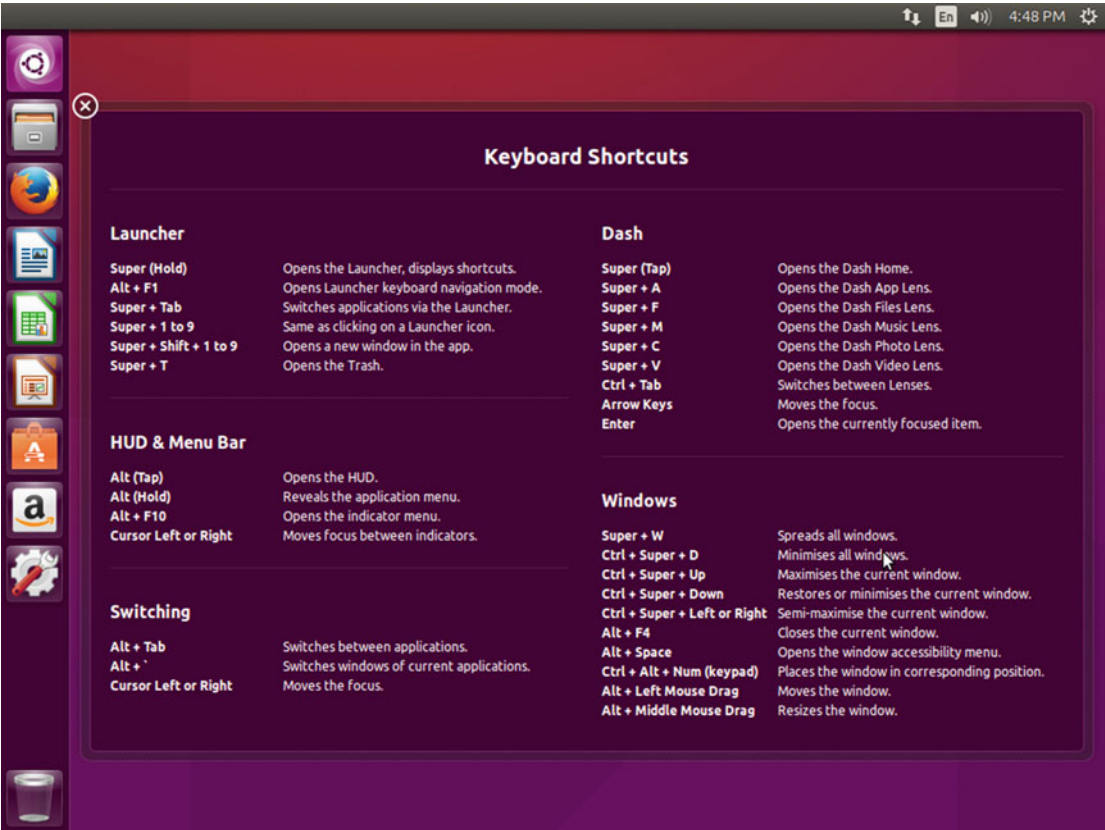 En 4:48 PM
Keyboard Shortcuts
Launcher
Super (Hold) Opens the Launcher, displays shortcuts.
Alt + F1 Opens Launcher keyboard navigation mode.
Super + Tab Switches applications via the Launcher.
Super + 1 to 9 Same as clicking on a Launcher icon.
Super + Shift + 1 to 9 Opens a new window in the app.
Super + T Opens the Trash.
HUD & Menu Bar
Alt (Tap) Opens the HUD.
Alt (Hold) Reveals the application menu.
Alt + F10 Opens the indicator menu.
Cursor Left or Right Moves focus between indicators.
Switching
Alt + Tab Switches between applications.
Alt + ` Switches windows of current applications.
Cursor Left or Right Moves the focus.
Dash
Super (Tap) Opens the Dash Home.
Super + A Opens the Dash App Lens.
Super + F Opens the Dash Files Lens.
Super + M Opens the Dash Music Lens.
Super + C Opens the Dash Photo Lens.
Super + V Opens the Dash Video Lens.
Ctrl + Tab Switches between Lenses.
Arrow Keys Moves the focus.
Enter Opens the currently focused item.
Windows
Super + W Spreads all windows.
Ctrl + Super + D Minimises all windows.
Ctrl + Super + Up Maximises the current window.
Ctrl + Super + Down Restores or minimises the current window.
Ctrl + Super + Left or Right Semi-maximise the current window.
Alt + F4 Closes the current window.
Alt + Space Opens the window accessibility menu.
Ctrl + Alt + Num (keypad) Places the window in corresponding position.
Alt + Left Mouse Drag Moves the window.
Alt + Middle Mouse Drag Resizes the window.
A
a